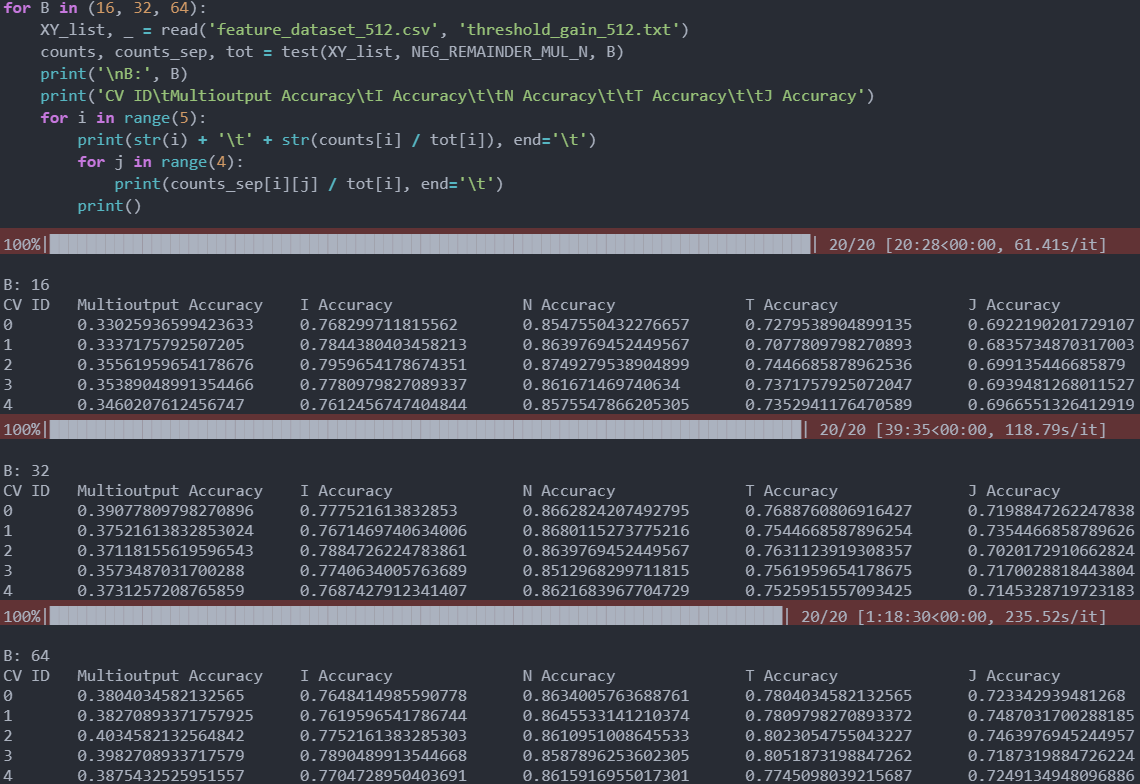 for B in (16, 32, 64):
    XY_list, _ = read('feature_dataset_512.csv', 'threshold_gain_512.txt')
    counts, counts_sep, tot = test(XY_list, NEG_REMAINDER_MUL_N, B)
    print('\nB:', B)
    print('CV ID\tMultioutput Accuracy\tI Accuracy\t\tN Accuracy\t\tT Accuracy\t\tJ Accuracy')
    for i in range(5):
        print(str(i) + '\t' + str(counts[i] / tot[i]), end='\t')
        for j in range(4):
            print(counts_sep[i][j] / tot[i], end='\t')
        print()
100%| | 20/20 [20:28<00:00, 61.41s/it]
B: 16
CV ID	Multioutput Accuracy	I Accuracy	N Accuracy	T Accuracy	J Accuracy
0	0.33025936599423633	0.768299711815562	0.8547550432276657	0.7279538904899135	0.6922190201729107
1	0.3337175792507205	0.7844380403458213	0.8639769452449567	0.7077809798270893	0.6835734870317003
2	0.35561959654178676	0.7959654178674351	0.8749279538904899	0.7446685878962536	0.699135446685879
3	0.35389048991354466	0.7780979827089337	0.861671469740634	0.7371757925072047	0.6939481268011527
4	0.3460207612456747	0.7612456747404844	0.8575547866205305	0.7352941176470589	0.6966551326412919
100%| | 20/20 [39:35<00:00, 118.79s/it]
B: 32
CV ID	Multioutput Accuracy	I Accuracy	N Accuracy	T Accuracy	J Accuracy
0	0.39077809798270896	0.777521613832853	0.8662824207492795	0.7688760806916427	0.7198847262247838
1	0.37521613832853024	0.7671469740634006	0.8680115273775216	0.7544668587896254	0.7354466858789626
2	0.37118155619596543	0.7884726224783861	0.8639769452449567	0.7631123919308357	0.7020172910662824
3	0.3573487031700288	0.7740634005763689	0.8512968299711815	0.7561959654178675	0.7170028818443804
4	0.3731257208765859	0.7687427912341407	0.8621683967704729	0.7525951557093425	0.7145328719723183
100%| | 20/20 [1:18:30<00:00, 235.52s/it]
B: 64
CV ID	Multioutput Accuracy	I Accuracy	N Accuracy	T Accuracy	J Accuracy
0	0.3804034582132565	0.7648414985590778	0.8634005763688761	0.7804034582132565	0.723342939481268
1	0.38270893371757925	0.7619596541786744	0.8645533141210374	0.7809798270893372	0.7487031700288185
2	0.4034582132564842	0.7752161383285303	0.8610951008645533	0.8023054755043227	0.7463976945244957
3	0.3982708933717579	0.7890489913544668	0.8587896253602305	0.8051873198847262	0.7187319884726224
4	0.3875432525951557	0.7704728950403691	0.8615916955017301	0.7745098039215687	0.7249134948096886